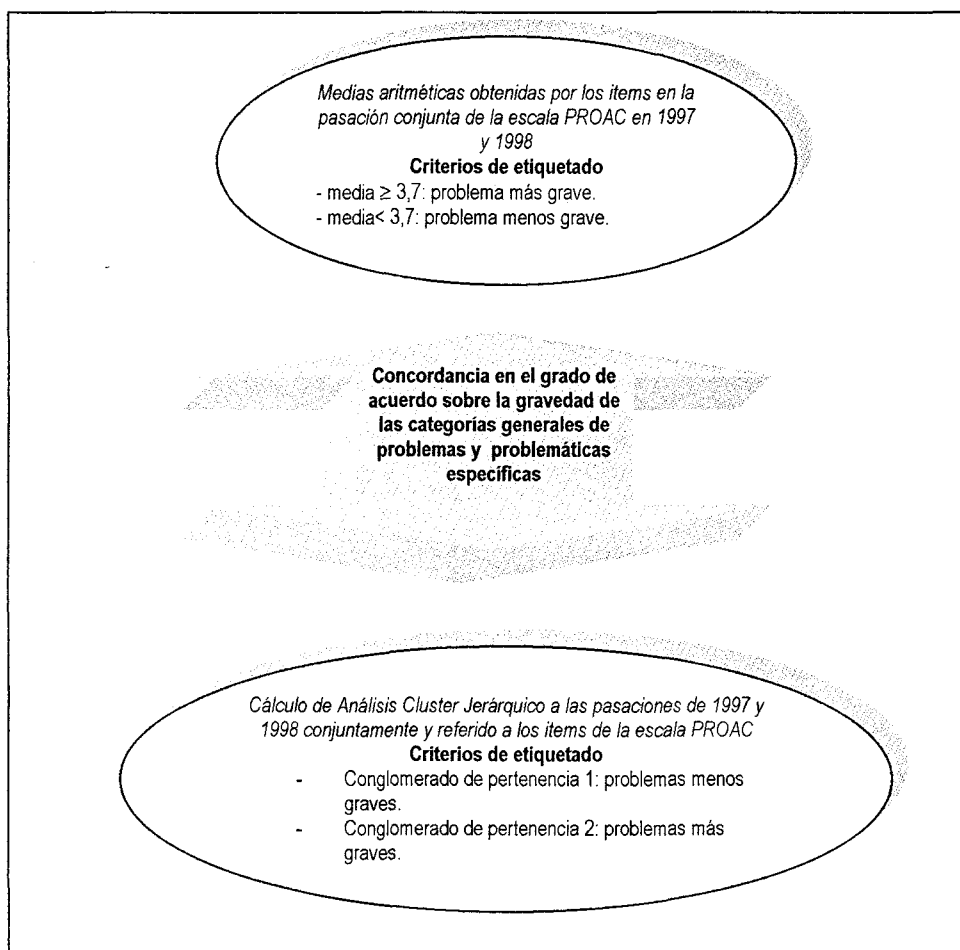 Medias aritméticas obtenidas por los items en la
pasación conjunta de la escala PROAC en 1997
y 1998
Criterios de etiquetado
- media ≥ 3,7: problema más grave.
- media< 3,7: problema menos grave.
Concordancia en el grado de
acuerdo sobre la gravedad de
las categorías generales de
problemas y problemáticas
específicas
Cálculo de Análisis Cluster Jerárquico a las pasaciones de 1997 y
1998 conjuntamente y referido a los items de la escala PROAC
Criterios de etiquetado
- Conglomerado de pertenencia 1: problemas menos
graves.
- Conglomerado de pertenencia 2: problemas más
graves.